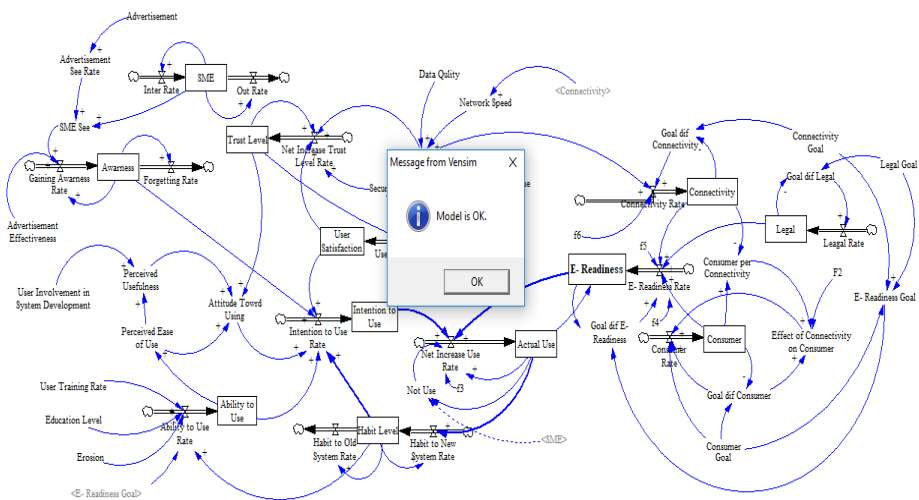 Advertisement
Advertisement
See Rate
SME
Inter Rate
Out Rate
SME See
Data Qulity
Network Speed
<Connectivity>
Trust Level
Net Increase Trust
Level Rate
Awarness
Gaining Awarness
Rate
Forgetting Rate
Advertisement
Effectiveness
Message from Vensim
X
Model is OK.
OK
Goal dif
Connectivity
Connectivity
Goal
Legal Goal
Goal dif Legal
Connectivity
Connectivity Rate
f6
Legal
Leagal Rate
f5
User
Satisfaction
E- Readiness
E- Readiness Rate
Consumer per
Connectivity
F2
E- Readiness Goal
User Involvement in
System Development
Perceived
Usefulness
Attitude Towrd
Using
Perceived Ease
of Use
Intention to
Use
Intention to Use
Rate
Goal dif E-
Readiness
f4
Consumer
Consumer
Rate
Effect of Connectivity
on Consumer
Actual Use
Net Increase Use
Rate
f3
Not Use
Goal dif Consumer
User Training Rate
Education Level
Erosion
Ability to
Use
Ability to Use
Rate
Habit Level
Habit to Old
System Rate
Habit to New
System Rate
<SME>
Consumer
Goal
<E- Readiness Goal>